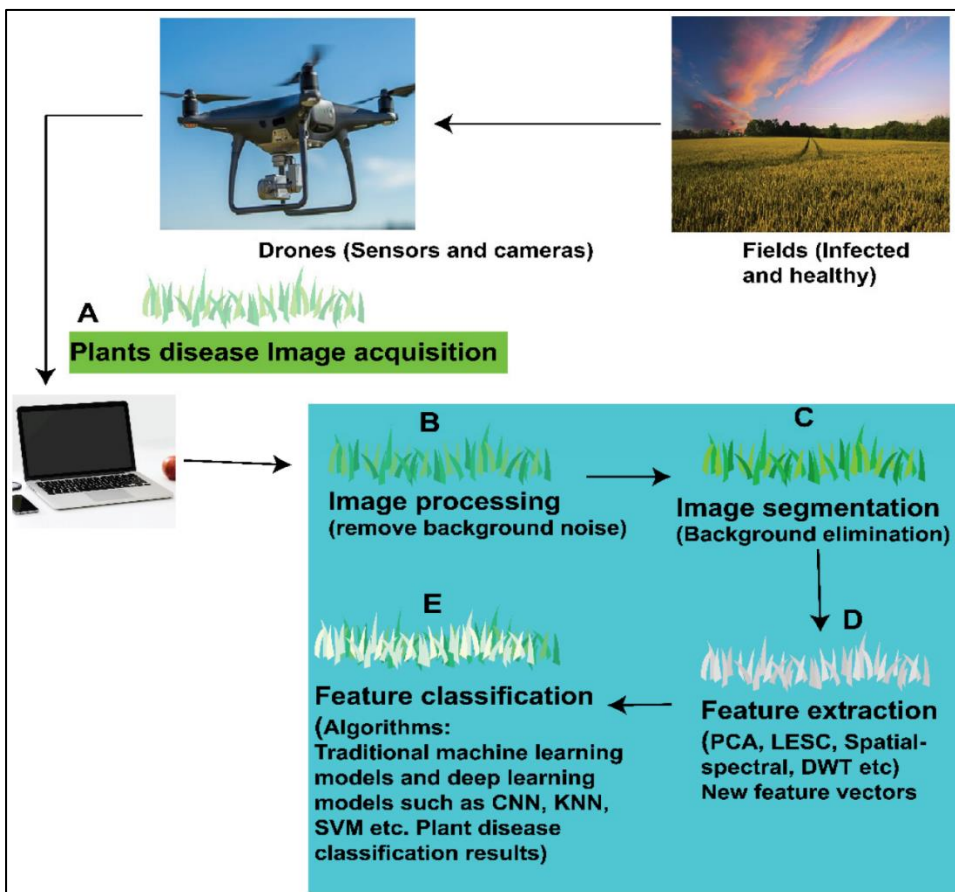 Drones (Sensors and cameras)
Fields (Infected
and healthy)
A
Plants disease Image acquisition
B
Image processing
(remove background noise)
C
Image segmentation
(Background elimination)
D
Feature extraction
(PCA, LESC, Spatial-
spectral, DWT etc)
New feature vectors
E
Feature classification
(Algorithms:
Traditional machine learning
models and deep learning
models such as CNN, KNN,
SVM etc. Plant disease
classification results)